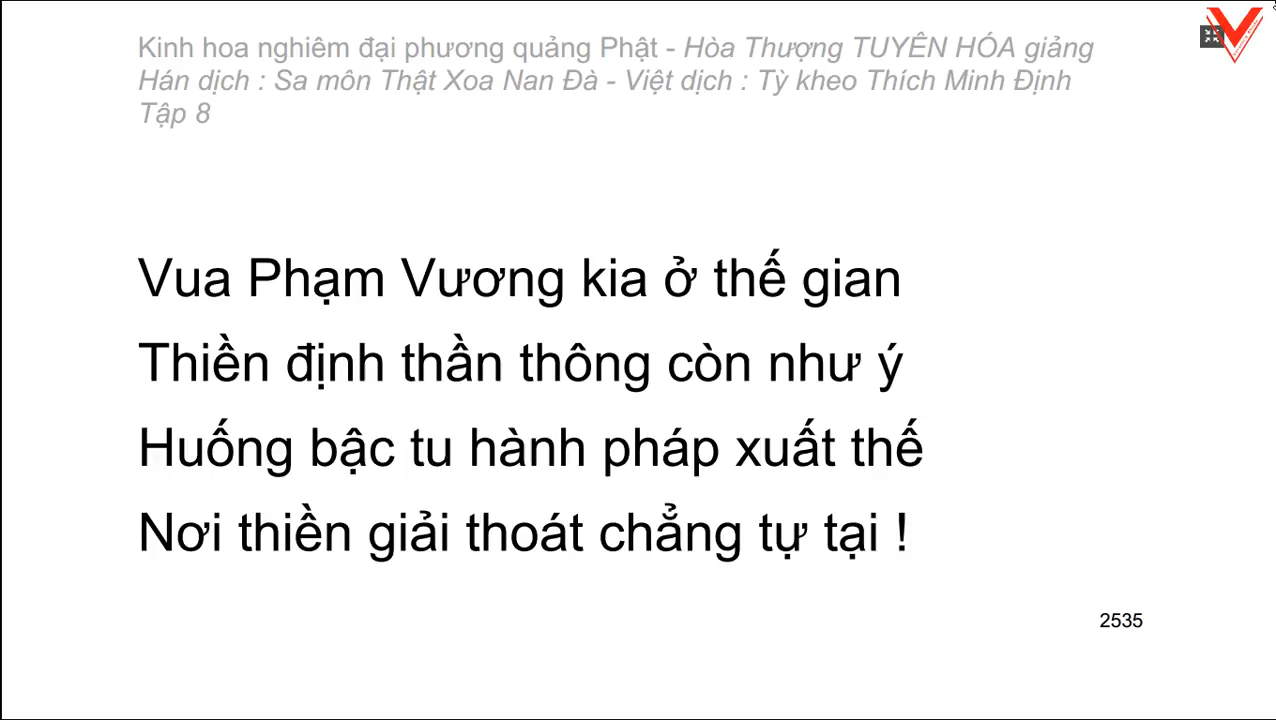 Kinh hoa nghiêm đại phương quảng Phật - Hòa Thượng TUYÊN HÓA giảng
Hán dịch : Sa môn Thật Xoa Nan Đà - Việt dịch : Tỳ kheo Thích Minh Định
Tập 8
Vua Phạm Vương kia ở thế gian
Thiền định thần thông còn như ý
Huống bậc tu hành pháp xuất thế
Nơi thiền giải thoát chẳng tự tại !
2535